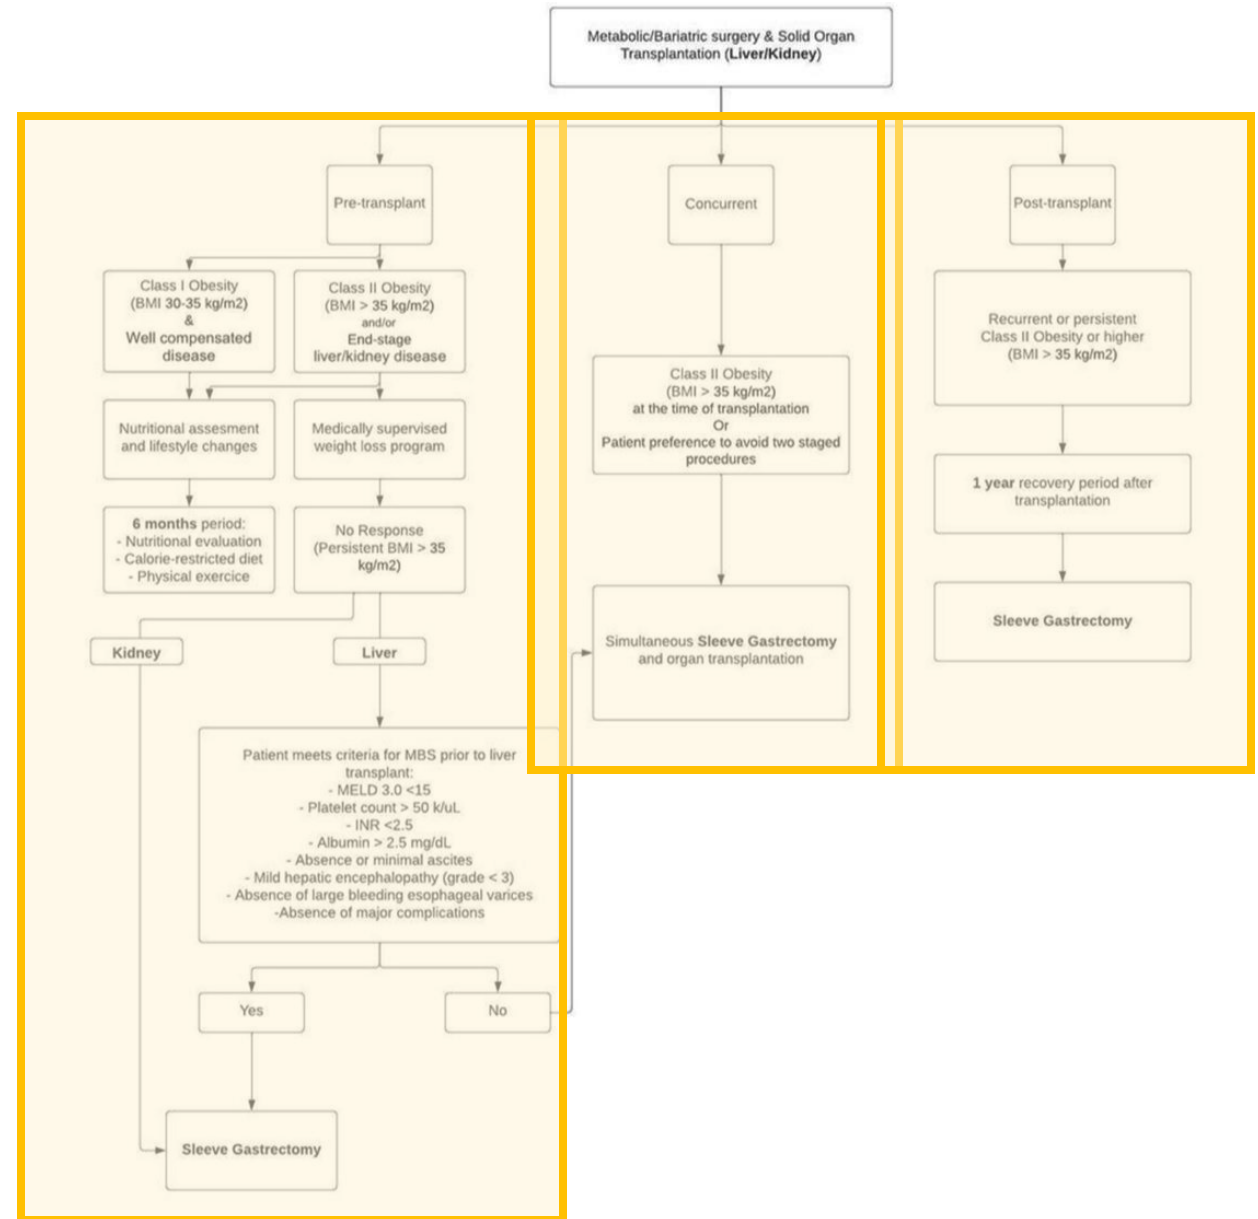 Metabolic/Bariatric surgery & Solid Organ
Transplantation (Liver/Kidney)
Pre-transplant
Concurrent
Post-transplant
Class I Obesity
(BMI 30-35 kg/m2)
&
Well compensated
disease
Class II Obesity
(BMI > 35 kg/m2)
and/or
End-stage
liver/kidney disease
Nutritional assesment
and lifestyle changes
Medically supervised
weight loss program
6 months period:
- Nutritional evaluation
- Calorie-restricted diet
- Physical exercice
No Response
(Persistent BMI > 35
kg/m2)
Kidney
Liver
Patient meets criteria for MBS prior to liver
transplant:
- MELD 3.0 <15
- Platelet count > 50 k/uL
- INR <2.5
- Albumin > 2.5 mg/dL
- Absence or minimal ascites
- Mild hepatic encephalopathy (grade < 3)
- Absence of large bleeding esophageal varices
-Absence of major complications
Yes
No
Sleeve Gastrectomy
Class II Obesity
(BMI > 35 kg/m2)
at the time of transplantation
Or
Patient preference to avoid two staged
procedures
Simultaneous Sleeve Gastrectomy
and organ transplantation
Recurrent or persistent
Class II Obesity or higher
(BMI > 35 kg/m2)
1 year recovery period after
transplantation
Sleeve Gastrectomy